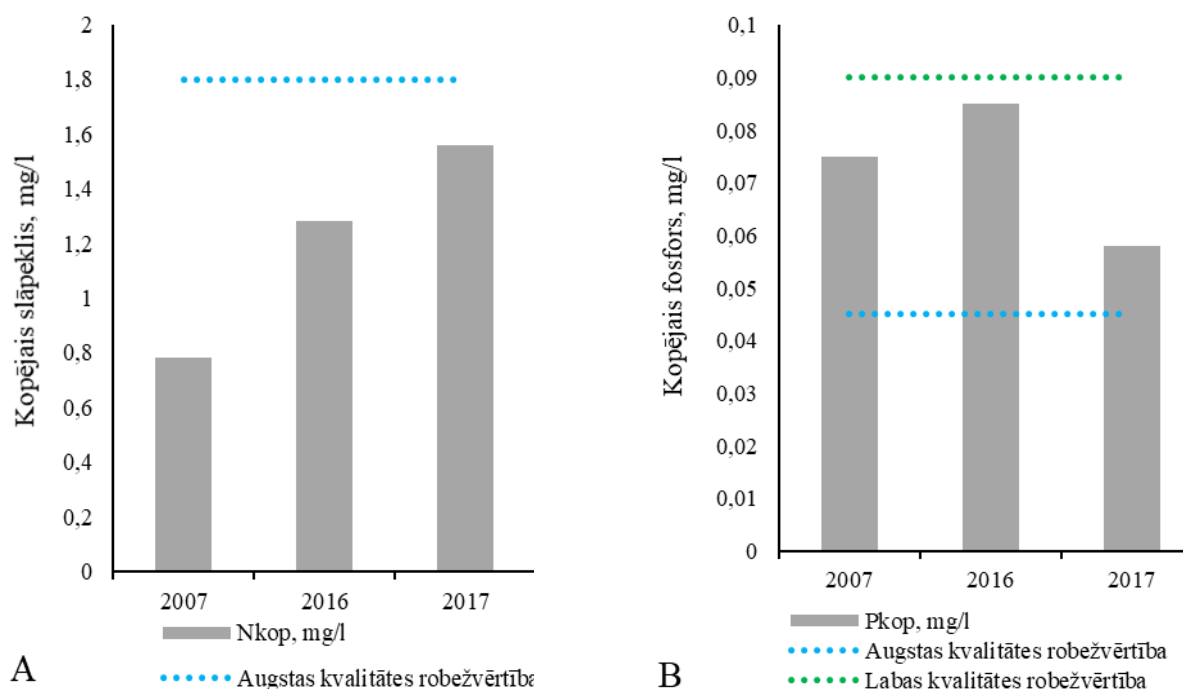 Kopējais slāpeklis, mg/l
2
1,8
1,6
1,4
1,2
1
0,8
0,6
0,4
0,2
0
2007 2016 2017
Nkop, mg/l
Augstas kvalitātes robežvērtība
A
Kopējais fosfors, mg/l
0,1
0,09
0,08
0,07
0,06
0,05
0,04
0,03
0,02
0,01
0
2007 2016 2017
Pkop, mg/l
Augstas kvalitātes robežvērtība
Labas kvalitātes robežvērtība
B